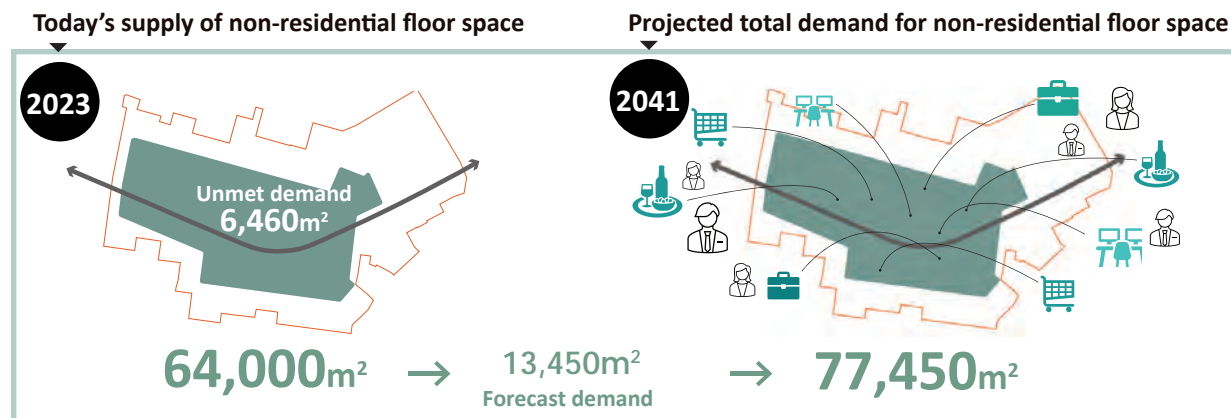 Today's supply of non-residential floor space
Projected total demand for non-residential floor space
2023
2041
Unmet demand
6,460m²
64,000m²
13,450m²
Forecast demand
77,450m²